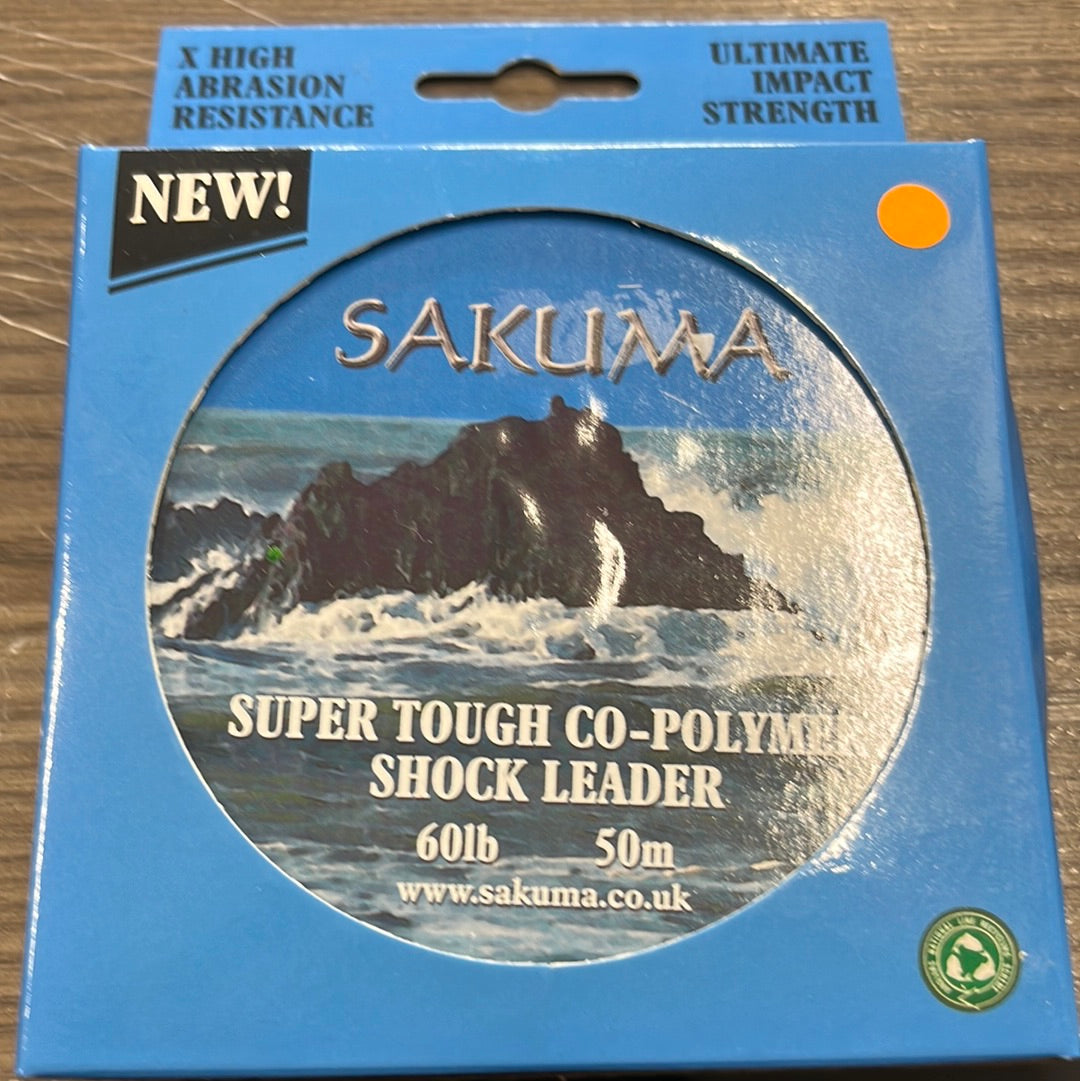 X HIGH
ABRASION
RESISTANCE
ULTIMATE
IMPACT
STRENGTH
NEW!
SAKUMA
SUPER TOUGH CO-POLYMER
SHOCK LEADER
60lb 50m
www.sakuma.co.uk